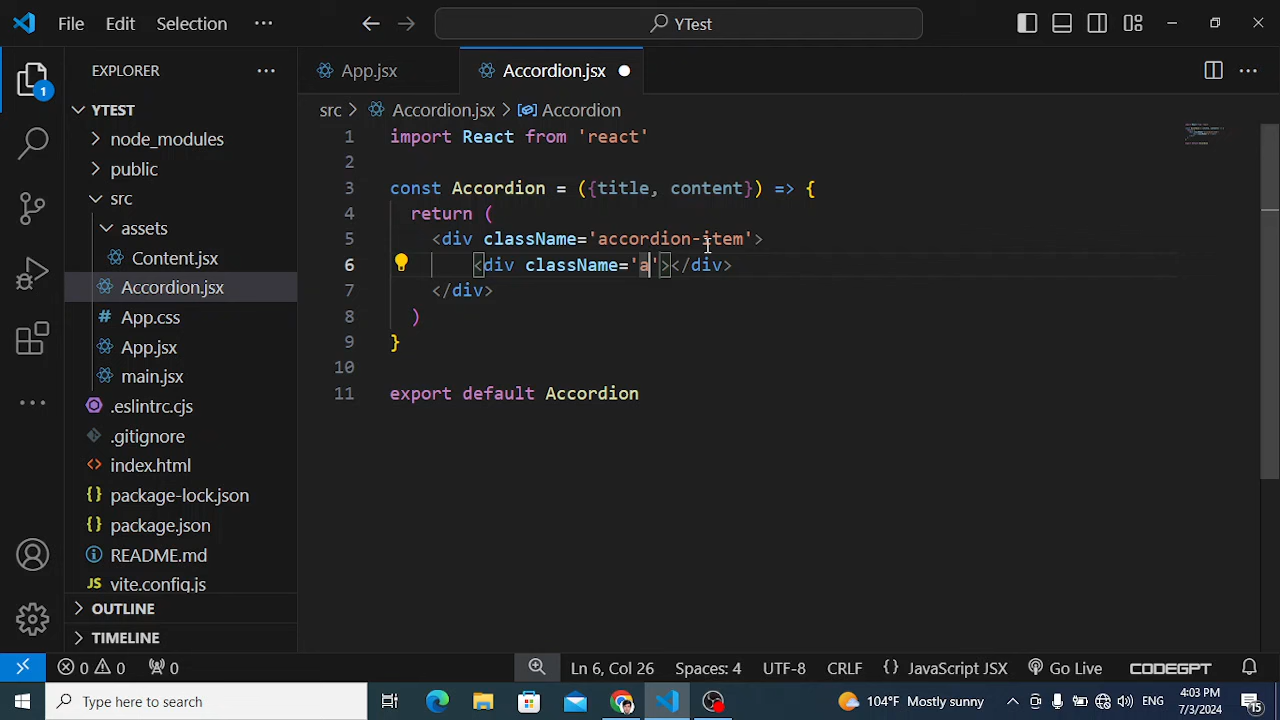 File Edit Selection ··· YTest
EXPLORER
App.jsx
Accordion.jsx
src > Accordion.jsx > Accordion
YTEST
node_modules
public
src
assets
Content.jsx
Accordion.jsx
App.css
App.jsx
main.jsx
.eslintrc.cjs
.gitignore
index.html
package-lock.json
package.json
README.md
vite.config.js
OUTLINE
TIMELINE
1
1 import React from 'react'
2
3 const Accordion = ({title, content}) => {
4 return (
5 <div className='accordion-item'>
6 <div className='a'></div>
7 </div>
8 )
9 }
10
11 export default Accordion
0 0 0 Ln 6, Col 26 Spaces: 4 UTF-8 CRLF {} JavaScript JSX Go Live CODEGPT
Type here to search 104°F Mostly sunny ENG 4:03 PM
7/3/2024 15